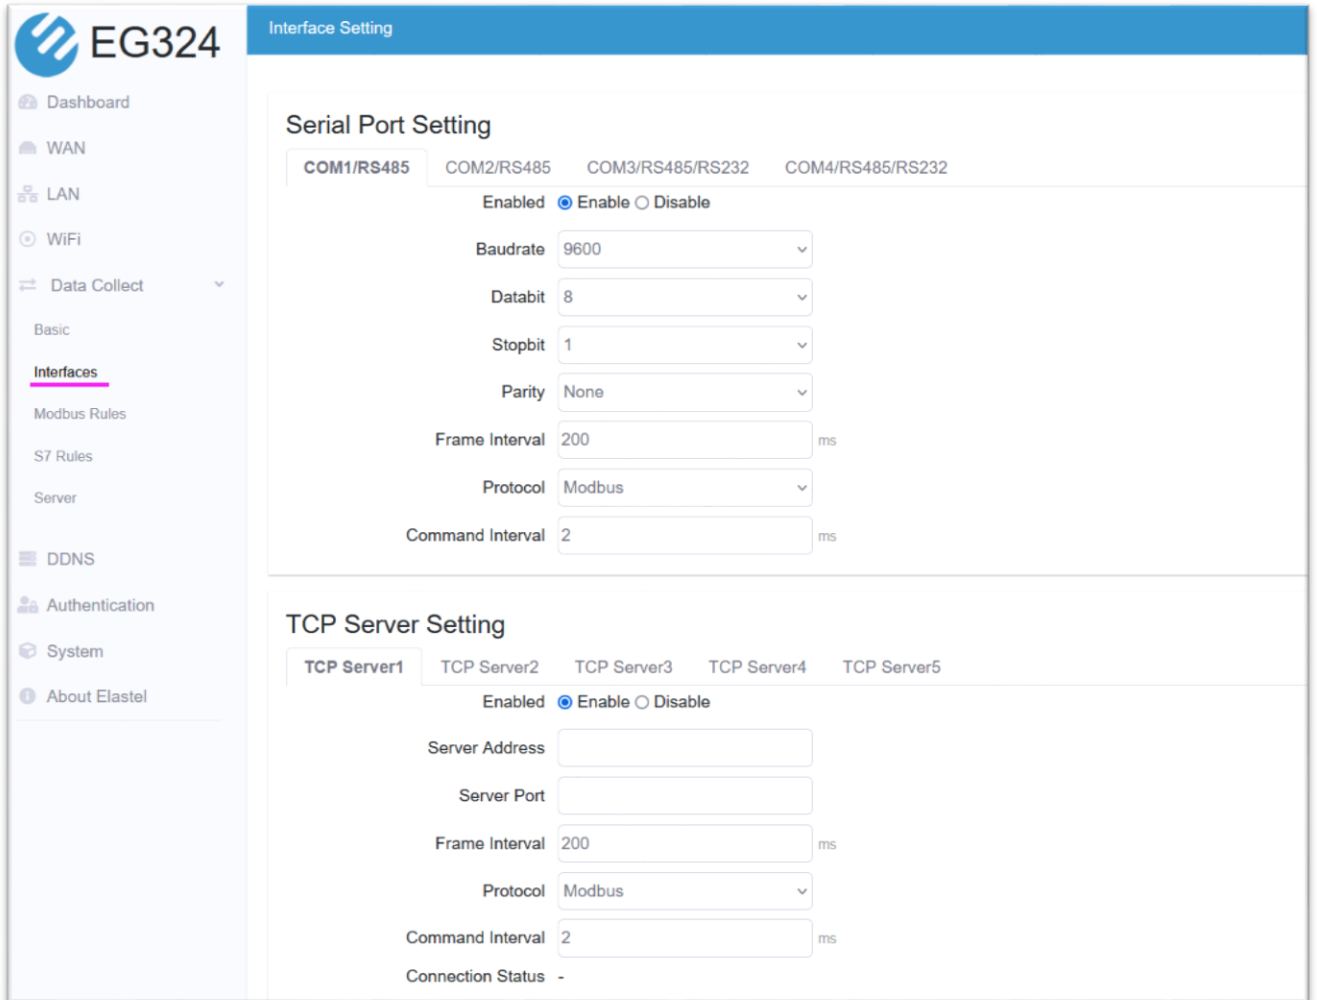 EG324
Interface Setting
Dashboard
WAN
LAN
WiFi
Data Collect
Basic
Interfaces
Modbus Rules
S7 Rules
Server
DDNS
Authentication
System
About Elastel
Serial Port Setting
COM1/RS485 COM2/RS485 COM3/RS485/RS232 COM4/RS485/RS232
Enabled Enable Disable
Baudrate 9600
Databit 8
Stopbit 1
Parity None
Frame Interval 200 ms
Protocol Modbus
Command Interval 2 ms
TCP Server Setting
TCP Server1 TCP Server2 TCP Server3 TCP Server4 TCP Server5
Enabled Enable Disable
Server Address
Server Port
Frame Interval 200 ms
Protocol Modbus
Command Interval 2 ms
Connection Status -